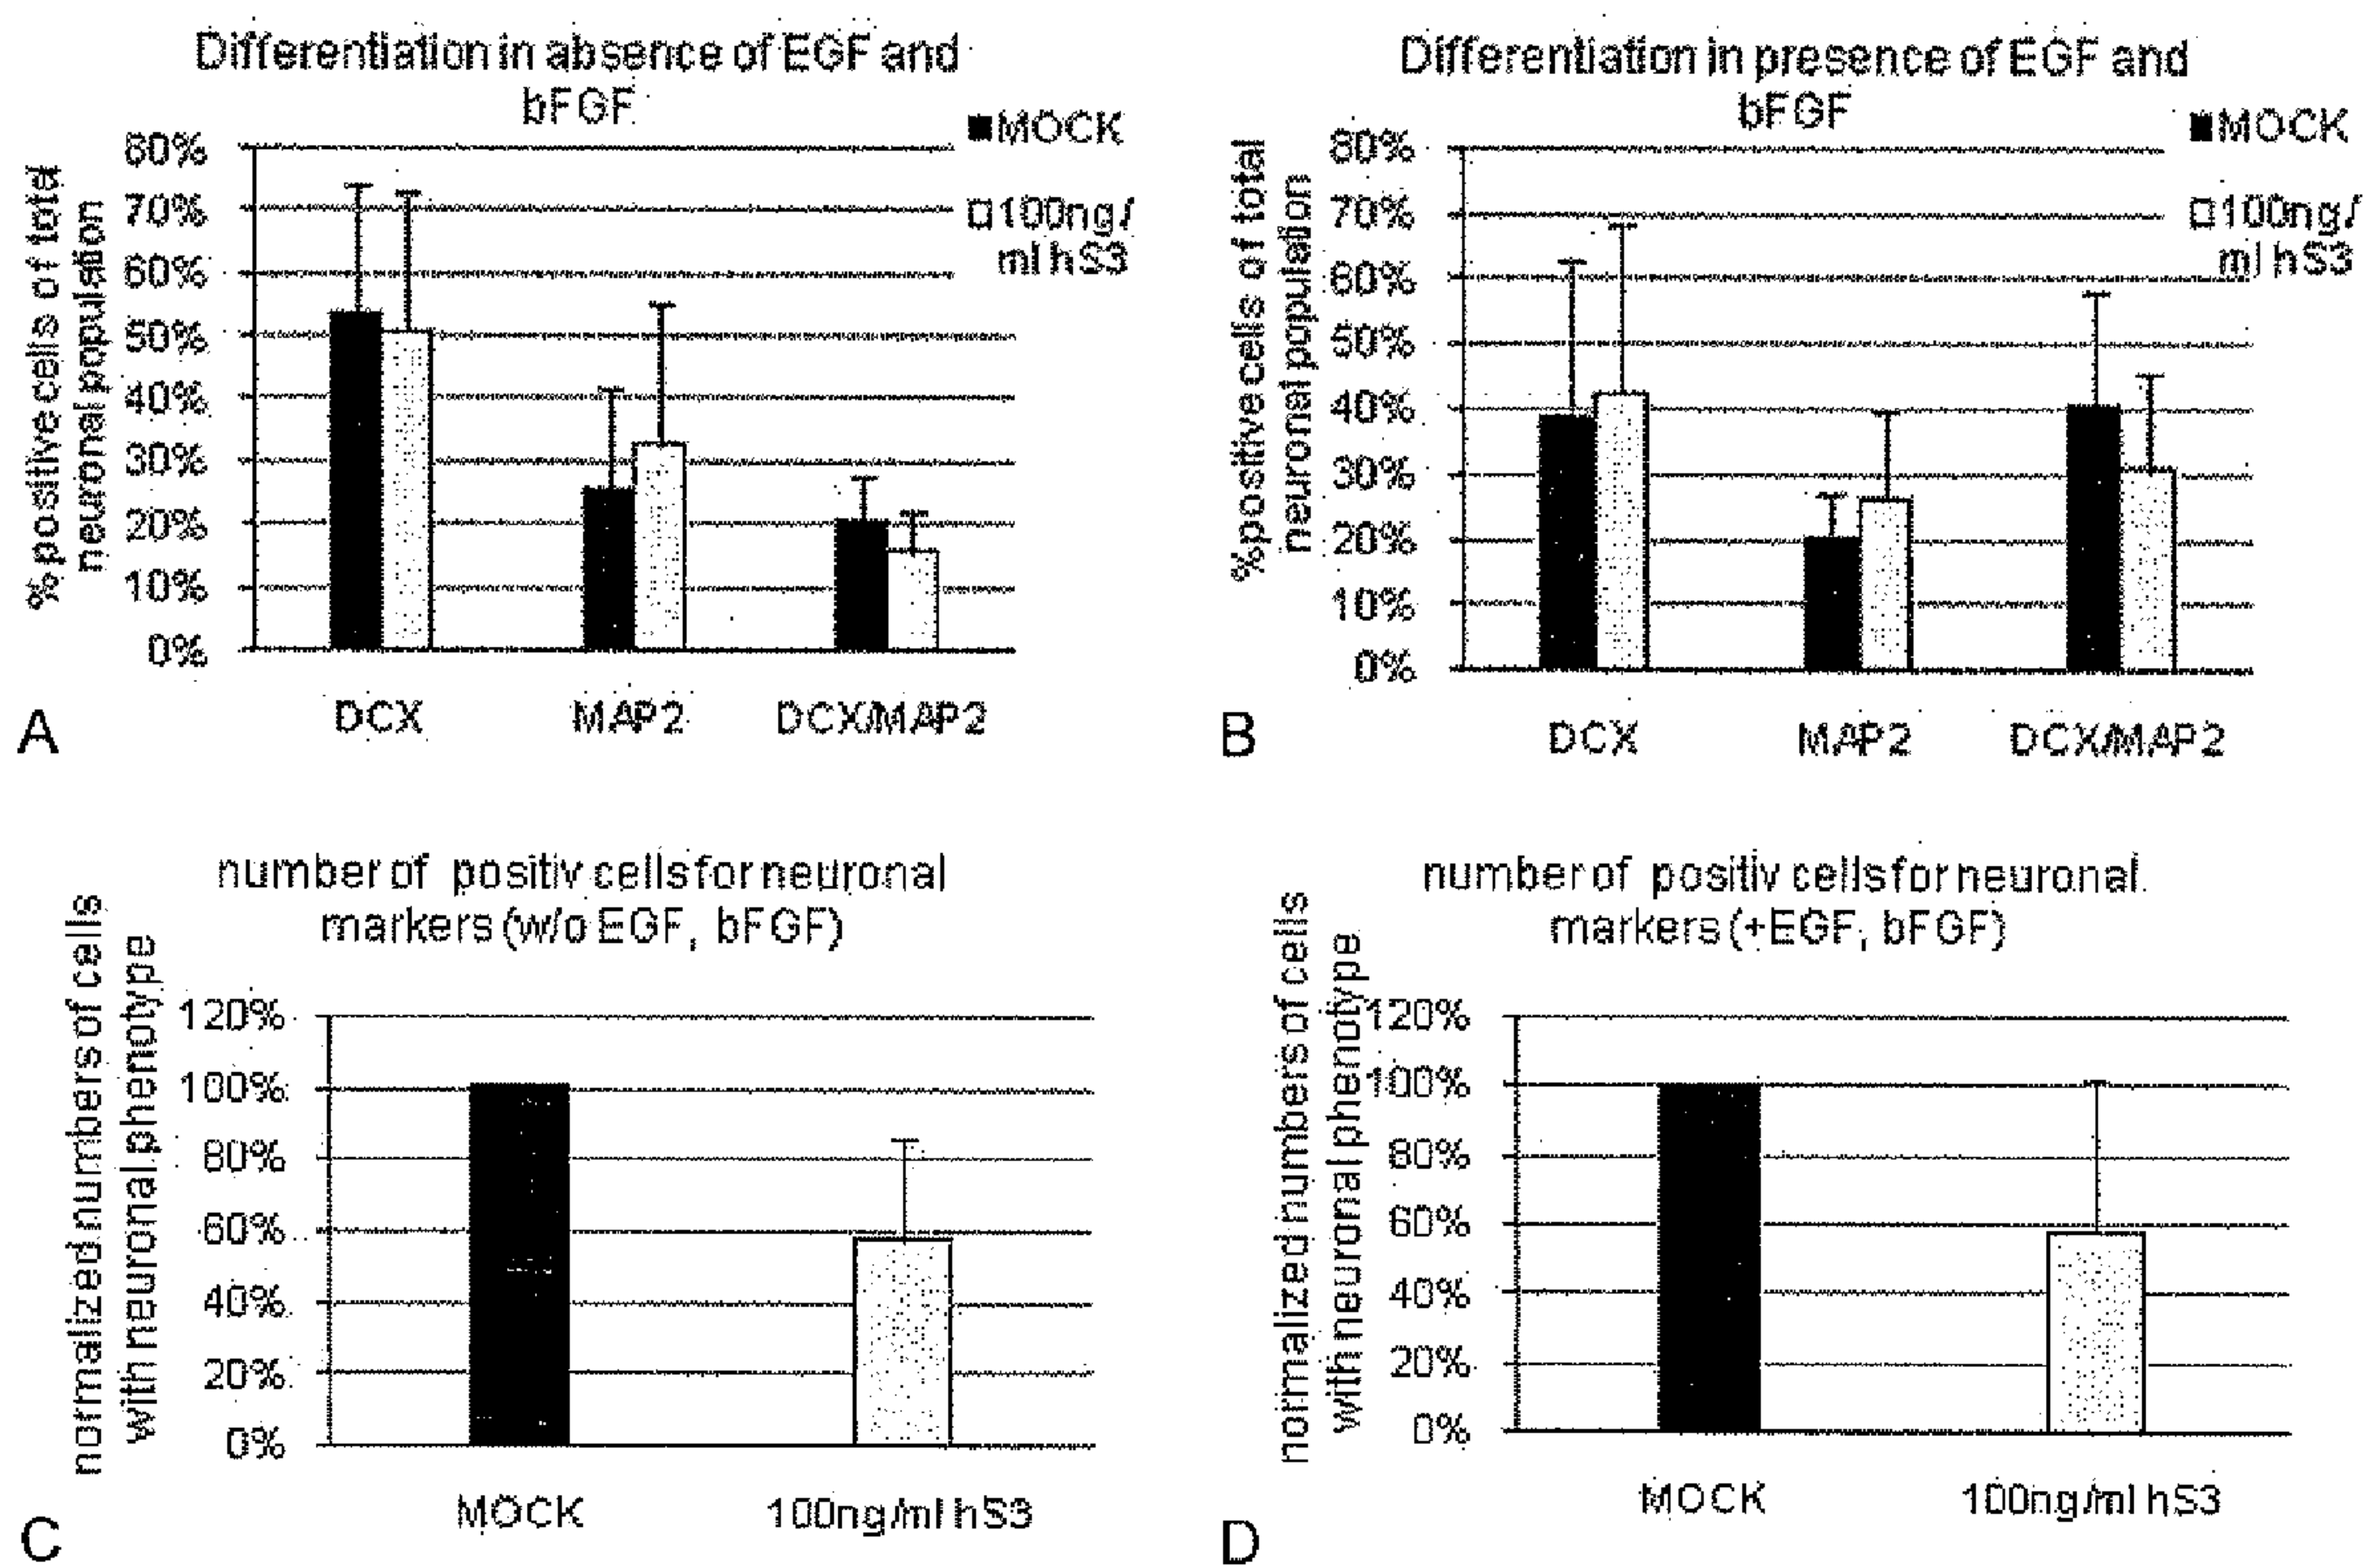 Differentiation in absence of EGF and
bFGF
■MOCK
□100ng/
ml hS3
%positive cells of total
neuronal population
80%
70%
60%
50%
40%
30%
20%
10%
0%
DCX
MAP2
DCX/MAP2
A
Differentiation in presence of EGF and
bFGF
■MOCK
□100ng/
ml hS3
%positive cells of total
neuronal population
80%
70%
60%
50%
40%
30%
20%
10%
0%
DCX
MAP2
DCX/MAP2
B
number of positiv cells for neuronal
markers (w/o EGF, bFGF)
normalized numbers of cells
with neuronal phenotype
120%
100%
80%
60%
40%
20%
0%
MOCK
100ng/ml hS3
C
number of positiv cells for neuronal
markers (+EGF, bFGF)
normalized numbers of cells
with neuronal phenotype
120%
100%
80%
60%
40%
20%
0%
MOCK
100ng/ml hS3
D